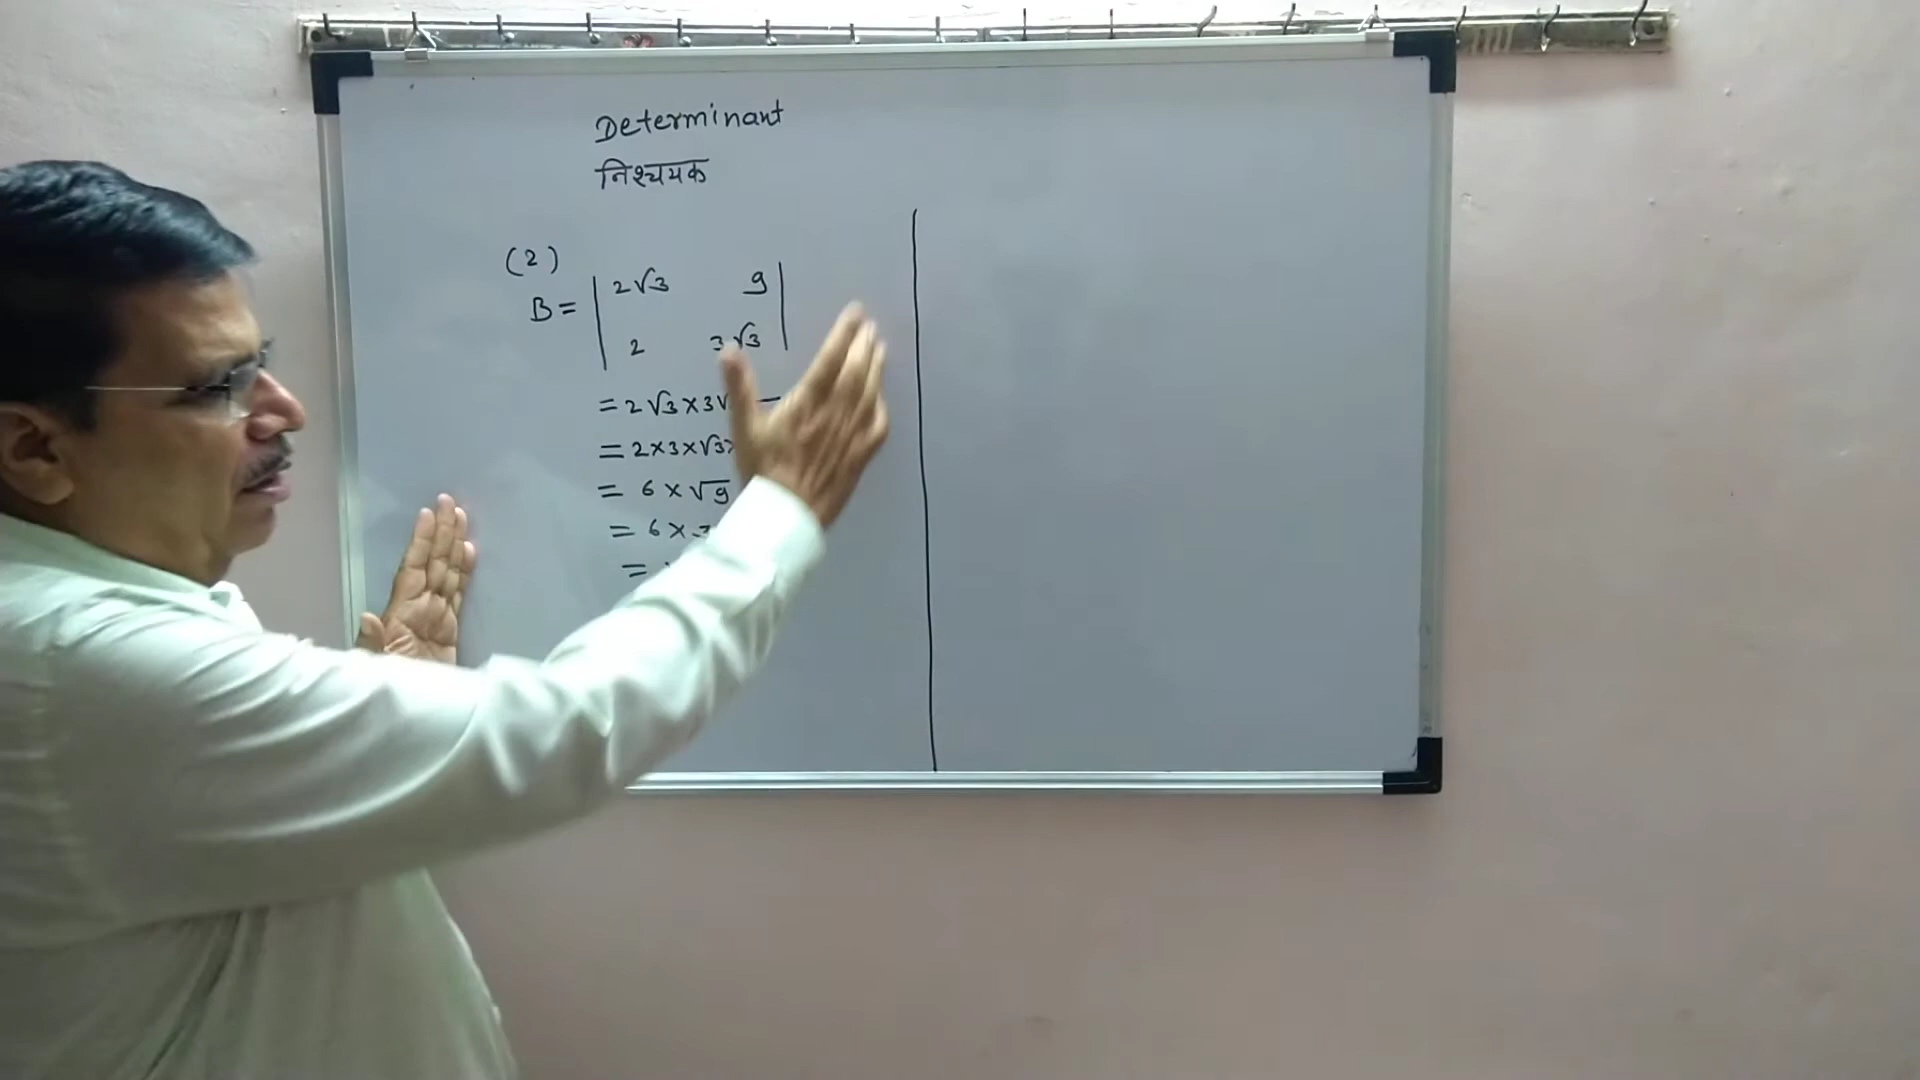 Determinant
निश्चयक
(2)
B = | 2√3 9 |
| 2 3√3 |
= 2√3 × 3√ −
= 2 × 3 × √3 ×
= 6 × √9
= 6 × 3
=